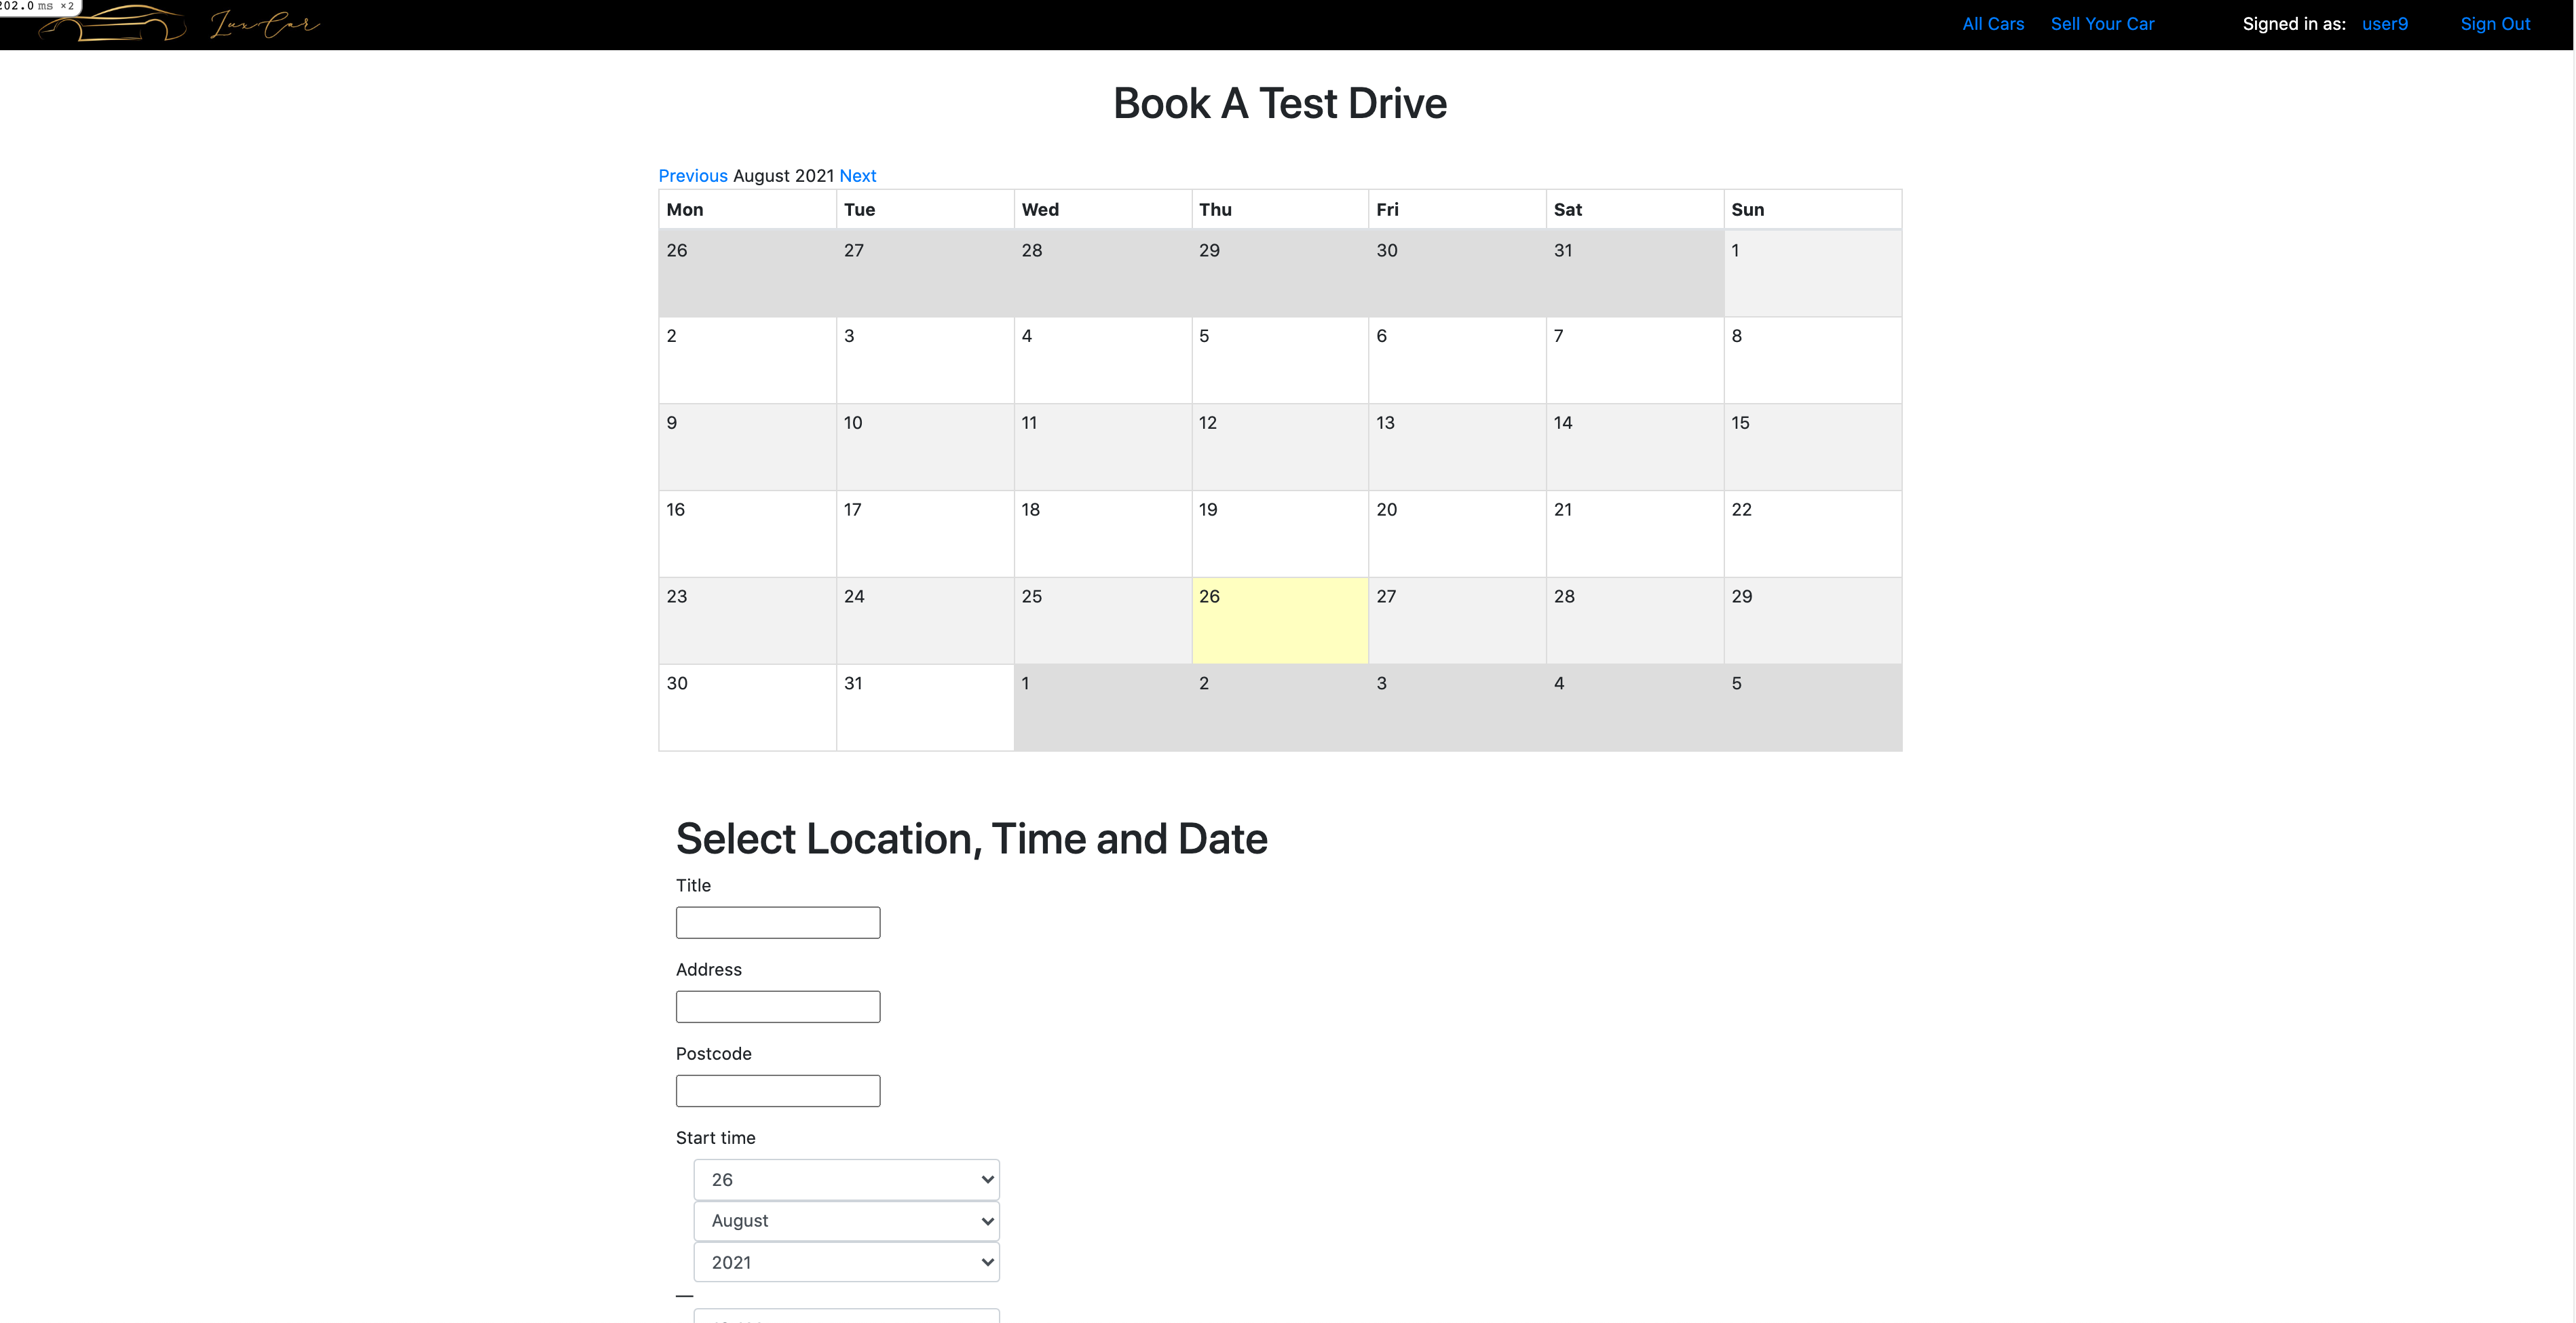 202.0 ms ×2
LuxCar
All Cars Sell Your Car Signed in as: user9 Sign Out
Book A Test Drive
Previous August 2021 Next
Mon Tue Wed Thu Fri Sat Sun
26 27 28 29 30 31 1
2 3 4 5 6 7 8
9 10 11 12 13 14 15
16 17 18 19 20 21 22
23 24 25 26 27 28 29
30 31 1 2 3 4 5
Select Location, Time and Date
Title
Address
Postcode
Start time
26
August
2021
—